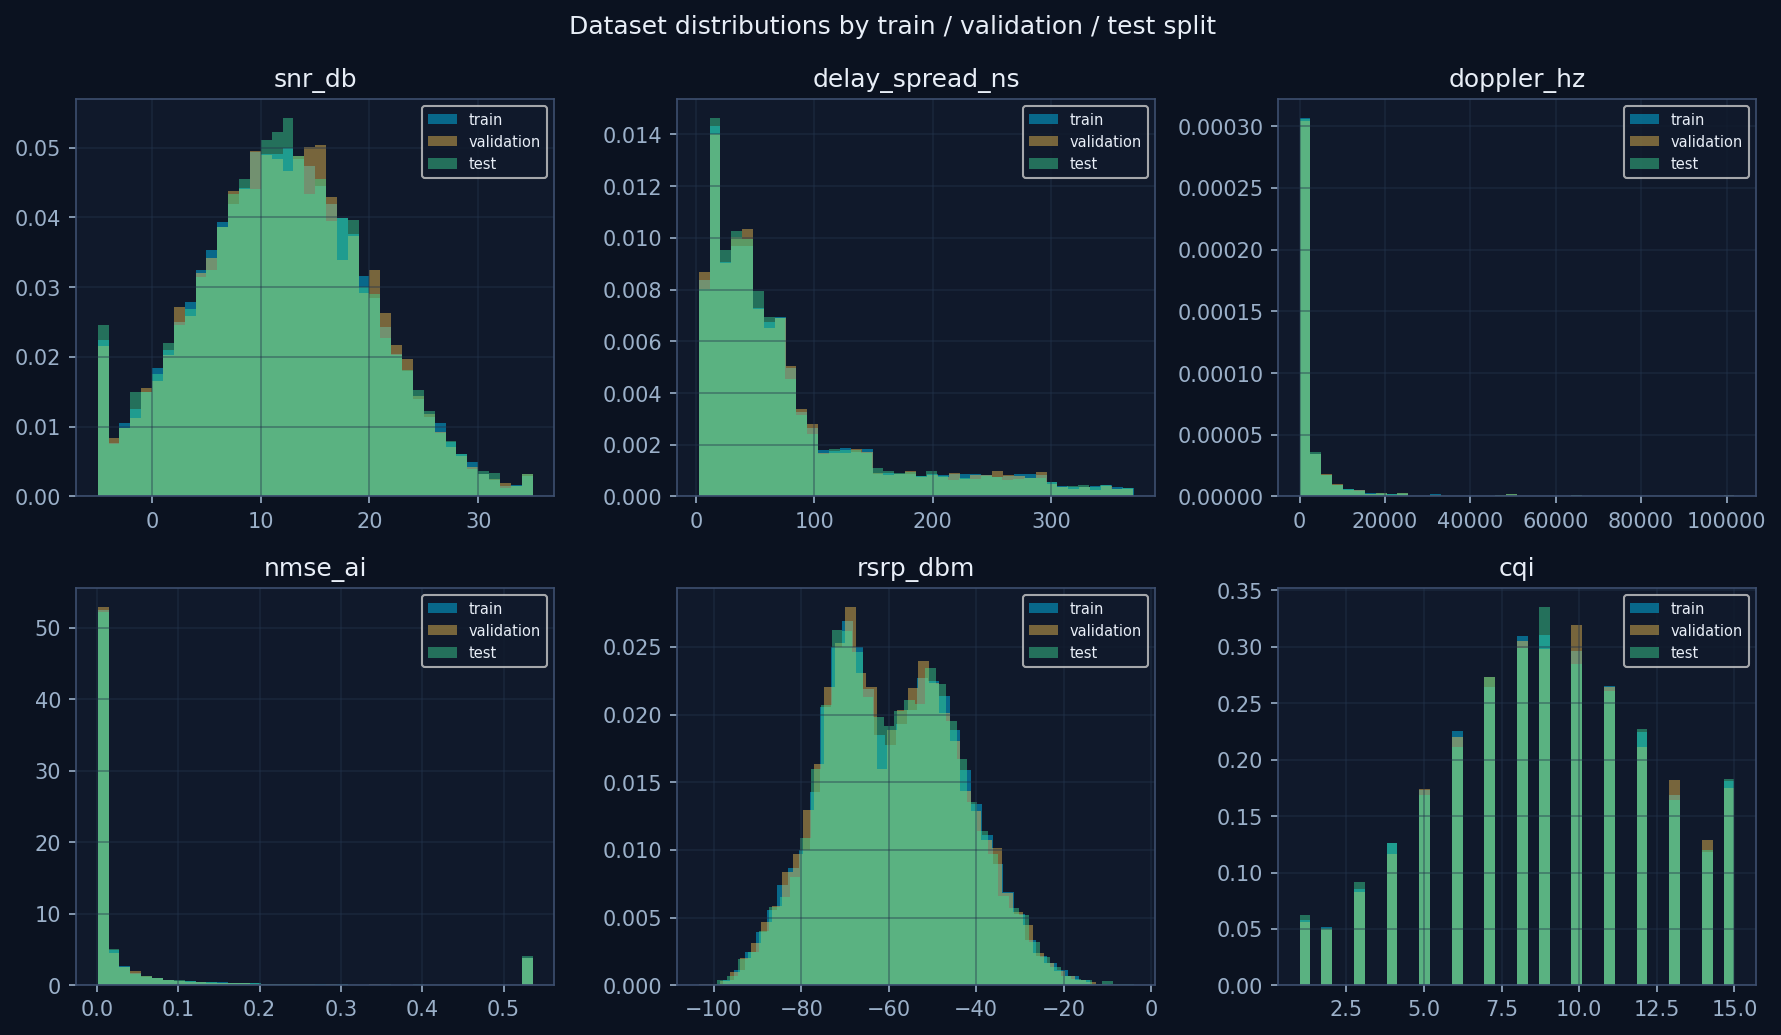 Dataset distributions by train / validation / test split
snr_db
0.05
0.04
0.03
0.02
0.01
0.00
0 10 20 30
train
validation
test
delay_spread_ns
0.014
0.012
0.010
0.008
0.006
0.004
0.002
0.000
0 100 200 300
train
validation
test
doppler_hz
0.00030
0.00025
0.00020
0.00015
0.00010
0.00005
0.00000
0 20000 40000 60000 80000 100000
train
validation
test
nmse_ai
50
40
30
20
10
0
0.0 0.1 0.2 0.3 0.4 0.5
train
validation
test
rsrp_dbm
0.025
0.020
0.015
0.010
0.005
0.000
−100 −80 −60 −40 −20 0
train
validation
test
cqi
0.35
0.30
0.25
0.20
0.15
0.10
0.05
0.00
2.5 5.0 7.5 10.0 12.5 15.0
train
validation
test